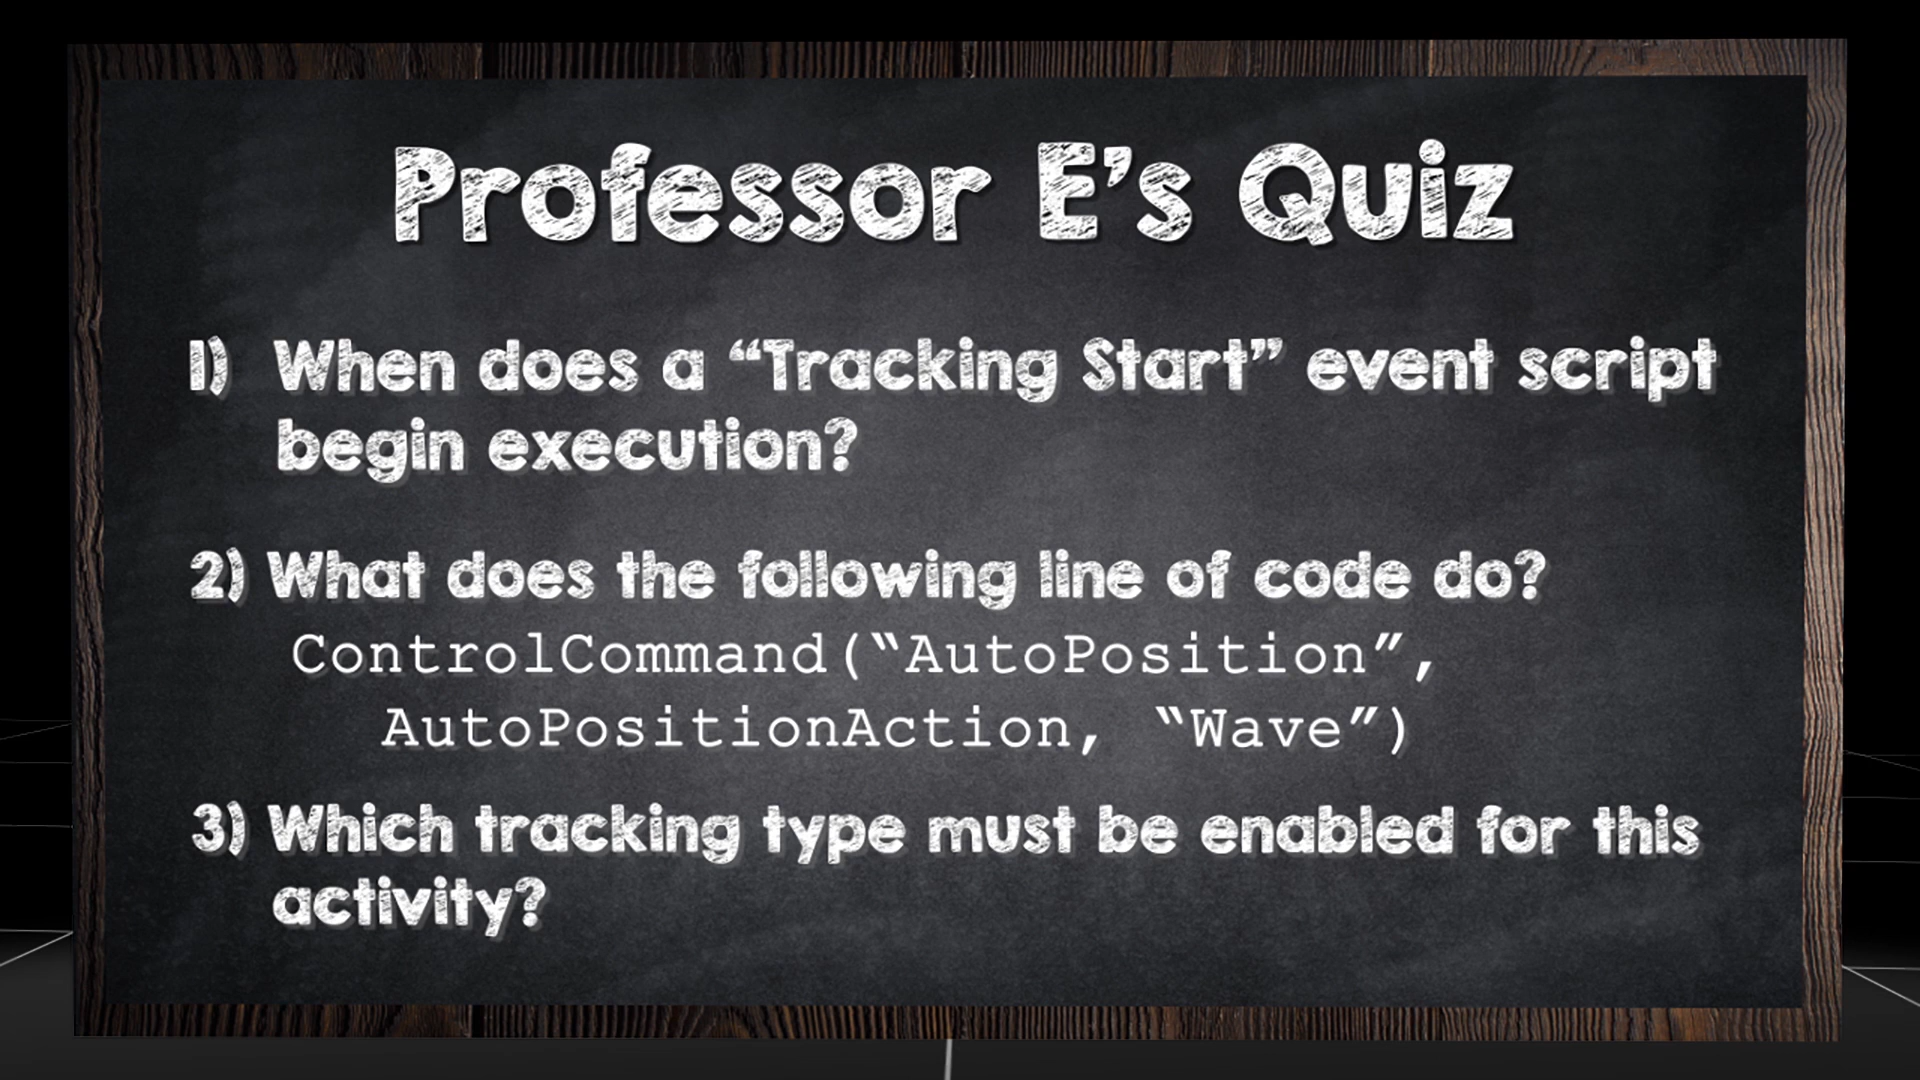 Professor E’s Quiz
1) When does a “Tracking Start” event script
begin execution?
2) What does the following line of code do?
ControlCommand(“AutoPosition”,
AutoPositionAction, “Wave”)
3) Which tracking type must be enabled for this
activity?